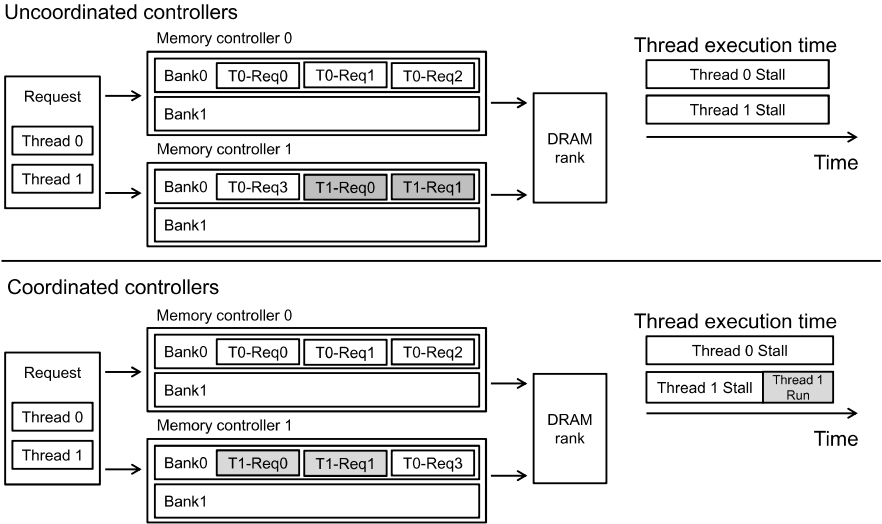 Uncoordinated controllers
Memory controller 0
Bank0 T0-Req0 T0-Req1 T0-Req2
Bank1
Request
Thread 0
Thread 1
Memory controller 1
Bank0 T0-Req3 T1-Req0 T1-Req1
Bank1
DRAM
rank
Thread execution time
Thread 0 Stall
Thread 1 Stall
Time
Coordinated controllers
Memory controller 0
Bank0 T0-Req0 T0-Req1 T0-Req2
Bank1
Request
Thread 0
Thread 1
Memory controller 1
Bank0 T1-Req0 T1-Req1 T0-Req3
Bank1
DRAM
rank
Thread execution time
Thread 0 Stall
Thread 1 Stall
Thread 1
Run
Time